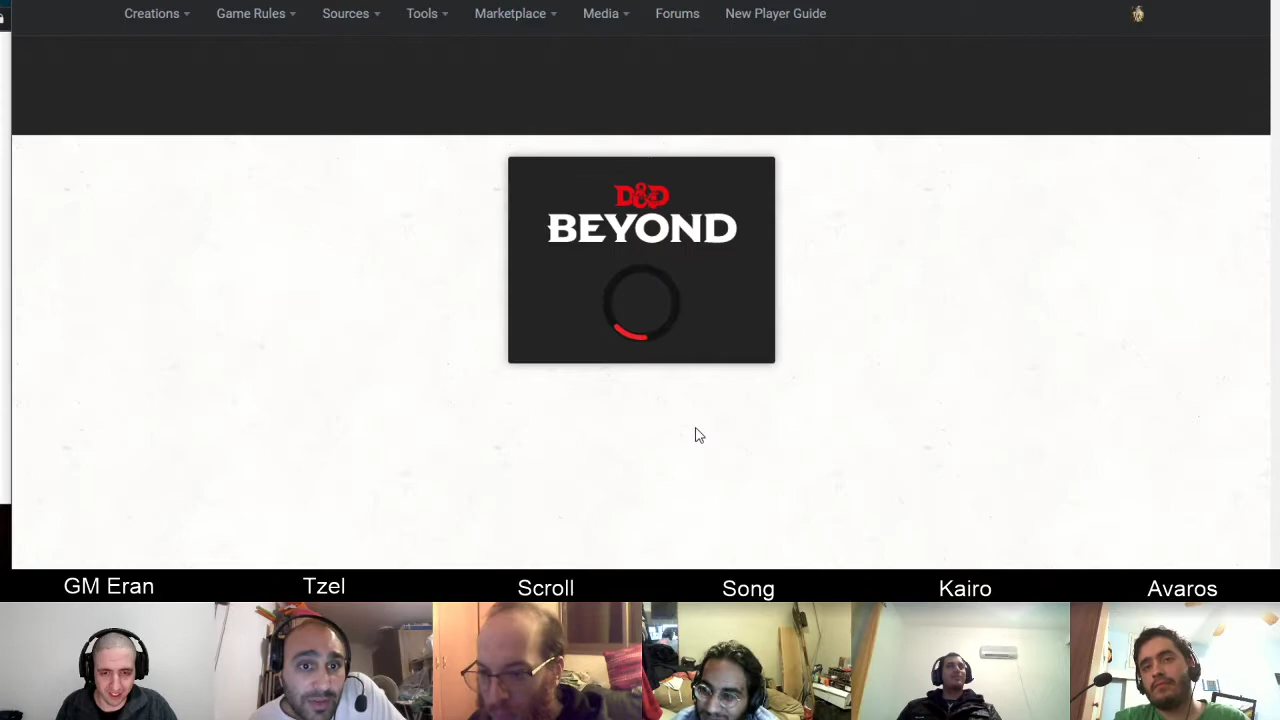 Creations Game Rules Sources Tools Marketplace Media Forums New Player Guide
D&D
BEYOND
GM Eran Tzel Scroll Song Kairo Avaros